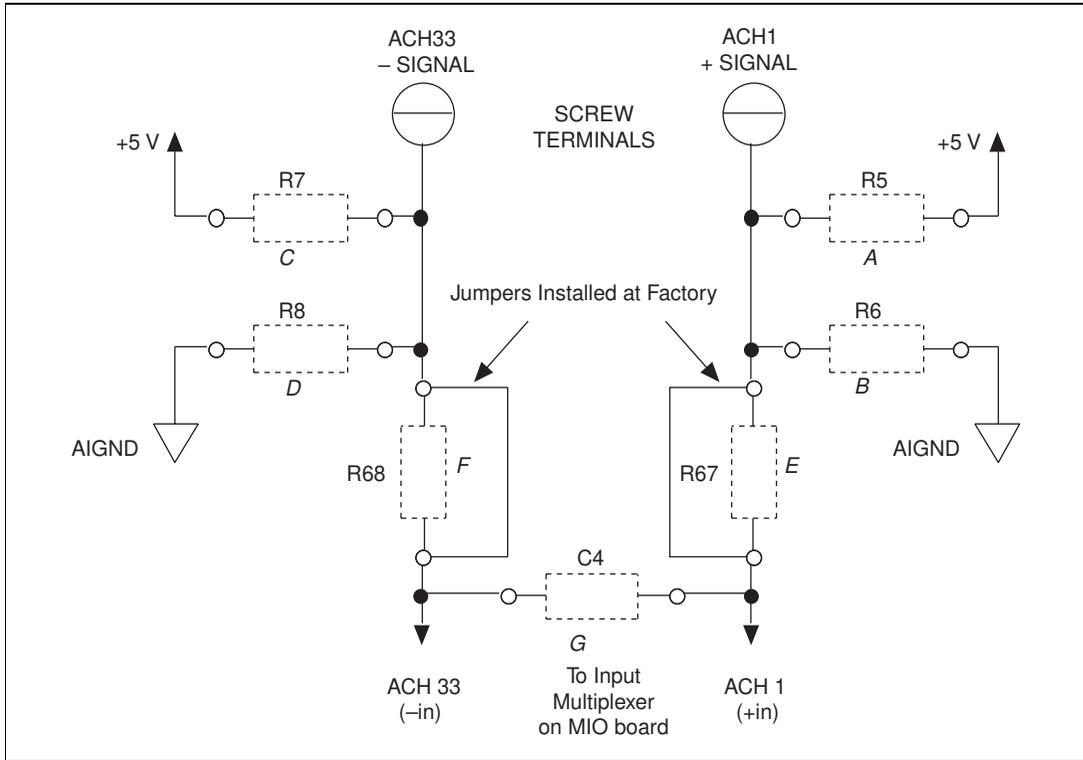 ACH33
– SIGNAL
ACH1
+ SIGNAL
SCREW
TERMINALS
+5 V
+5 V
R7
R5
C
A
Jumpers Installed at Factory
R8
R6
D
B
AIGND
AIGND
R68
F
R67
E
C4
G
To Input
Multiplexer
on MIO board
ACH 33
(–in)
ACH 1
(+in)